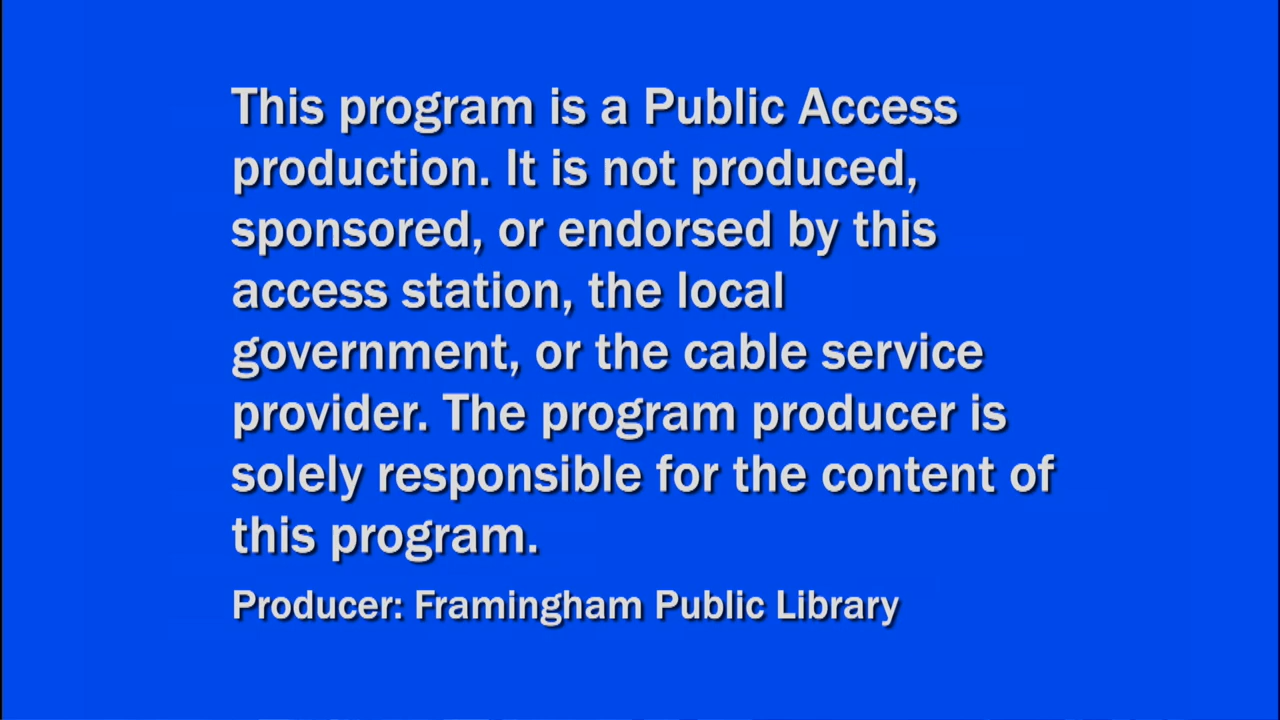 This program is a Public Access
production. It is not produced,
sponsored, or endorsed by this
access station, the local
government, or the cable service
provider. The program producer is
solely responsible for the content of
this program.
Producer: Framingham Public Library